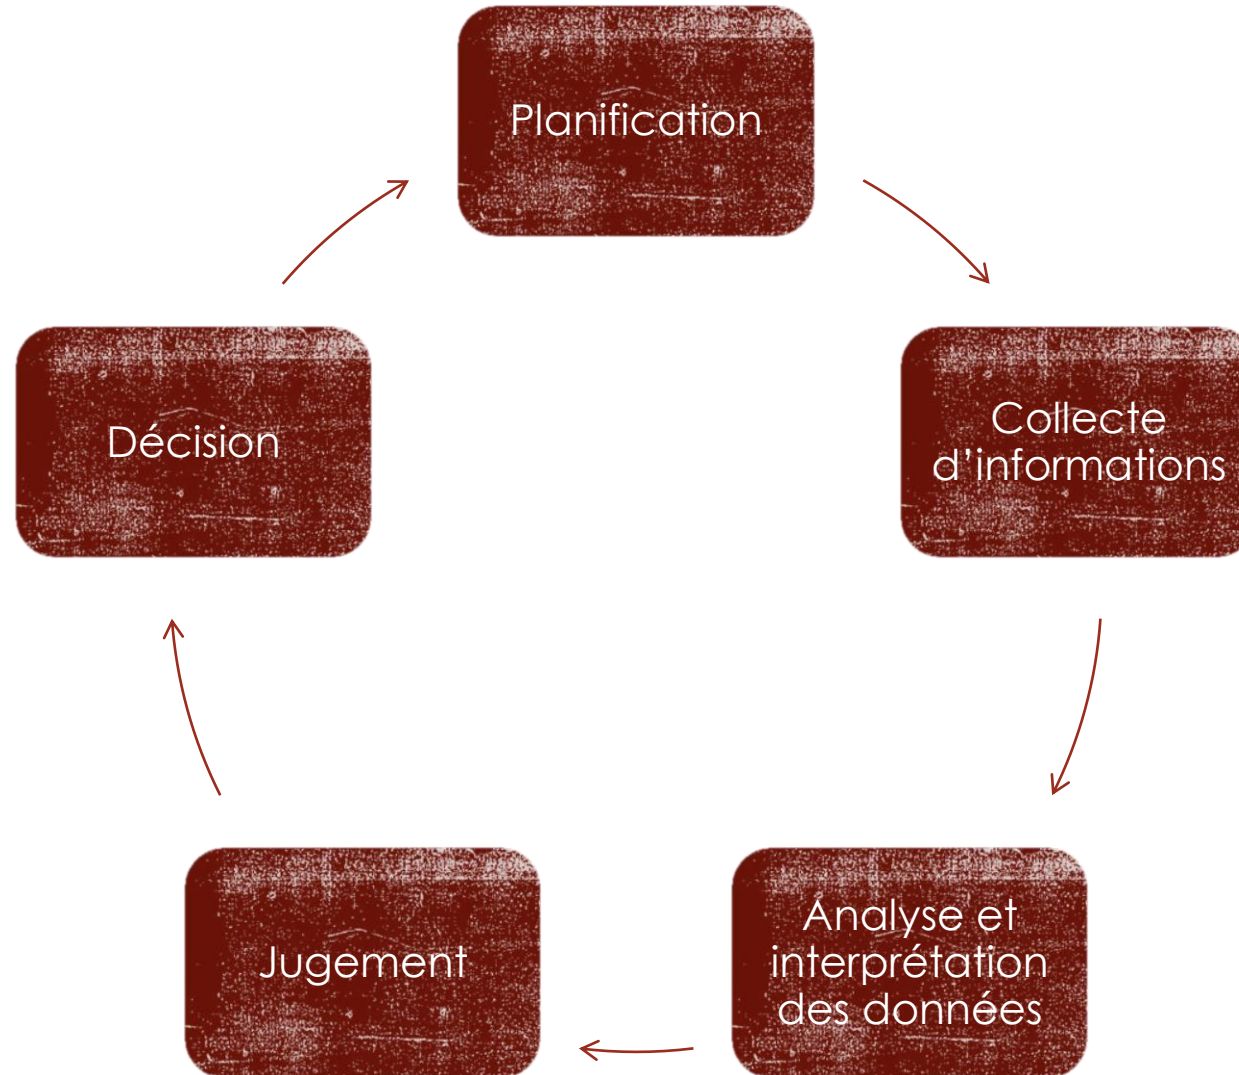 Planification
Collecte
d’informations
Analyse et
interprétation
des données
Jugement
Décision